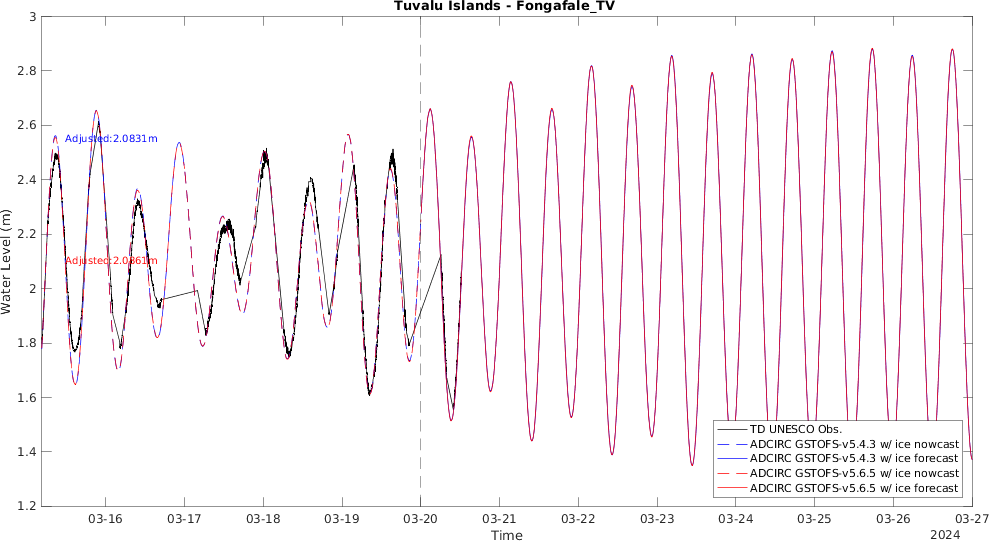 Tuvalu Islands - Fongafale_TV
3
2.8
2.6
2.4
2.2
2
1.8
1.6
1.4
1.2
Water Level (m)
Adjusted:2.0831m
Adjusted:2.0861m
TD UNESCO Obs.
ADCIRC GSTOFS-v5.4.3 w/ ice nowcast
ADCIRC GSTOFS-v5.4.3 w/ ice forecast
ADCIRC GSTOFS-v5.6.5 w/ ice nowcast
ADCIRC GSTOFS-v5.6.5 w/ ice forecast
03-16 03-17 03-18 03-19 03-20 03-21 03-22 03-23 03-24 03-25 03-26 03-27
Time
2024